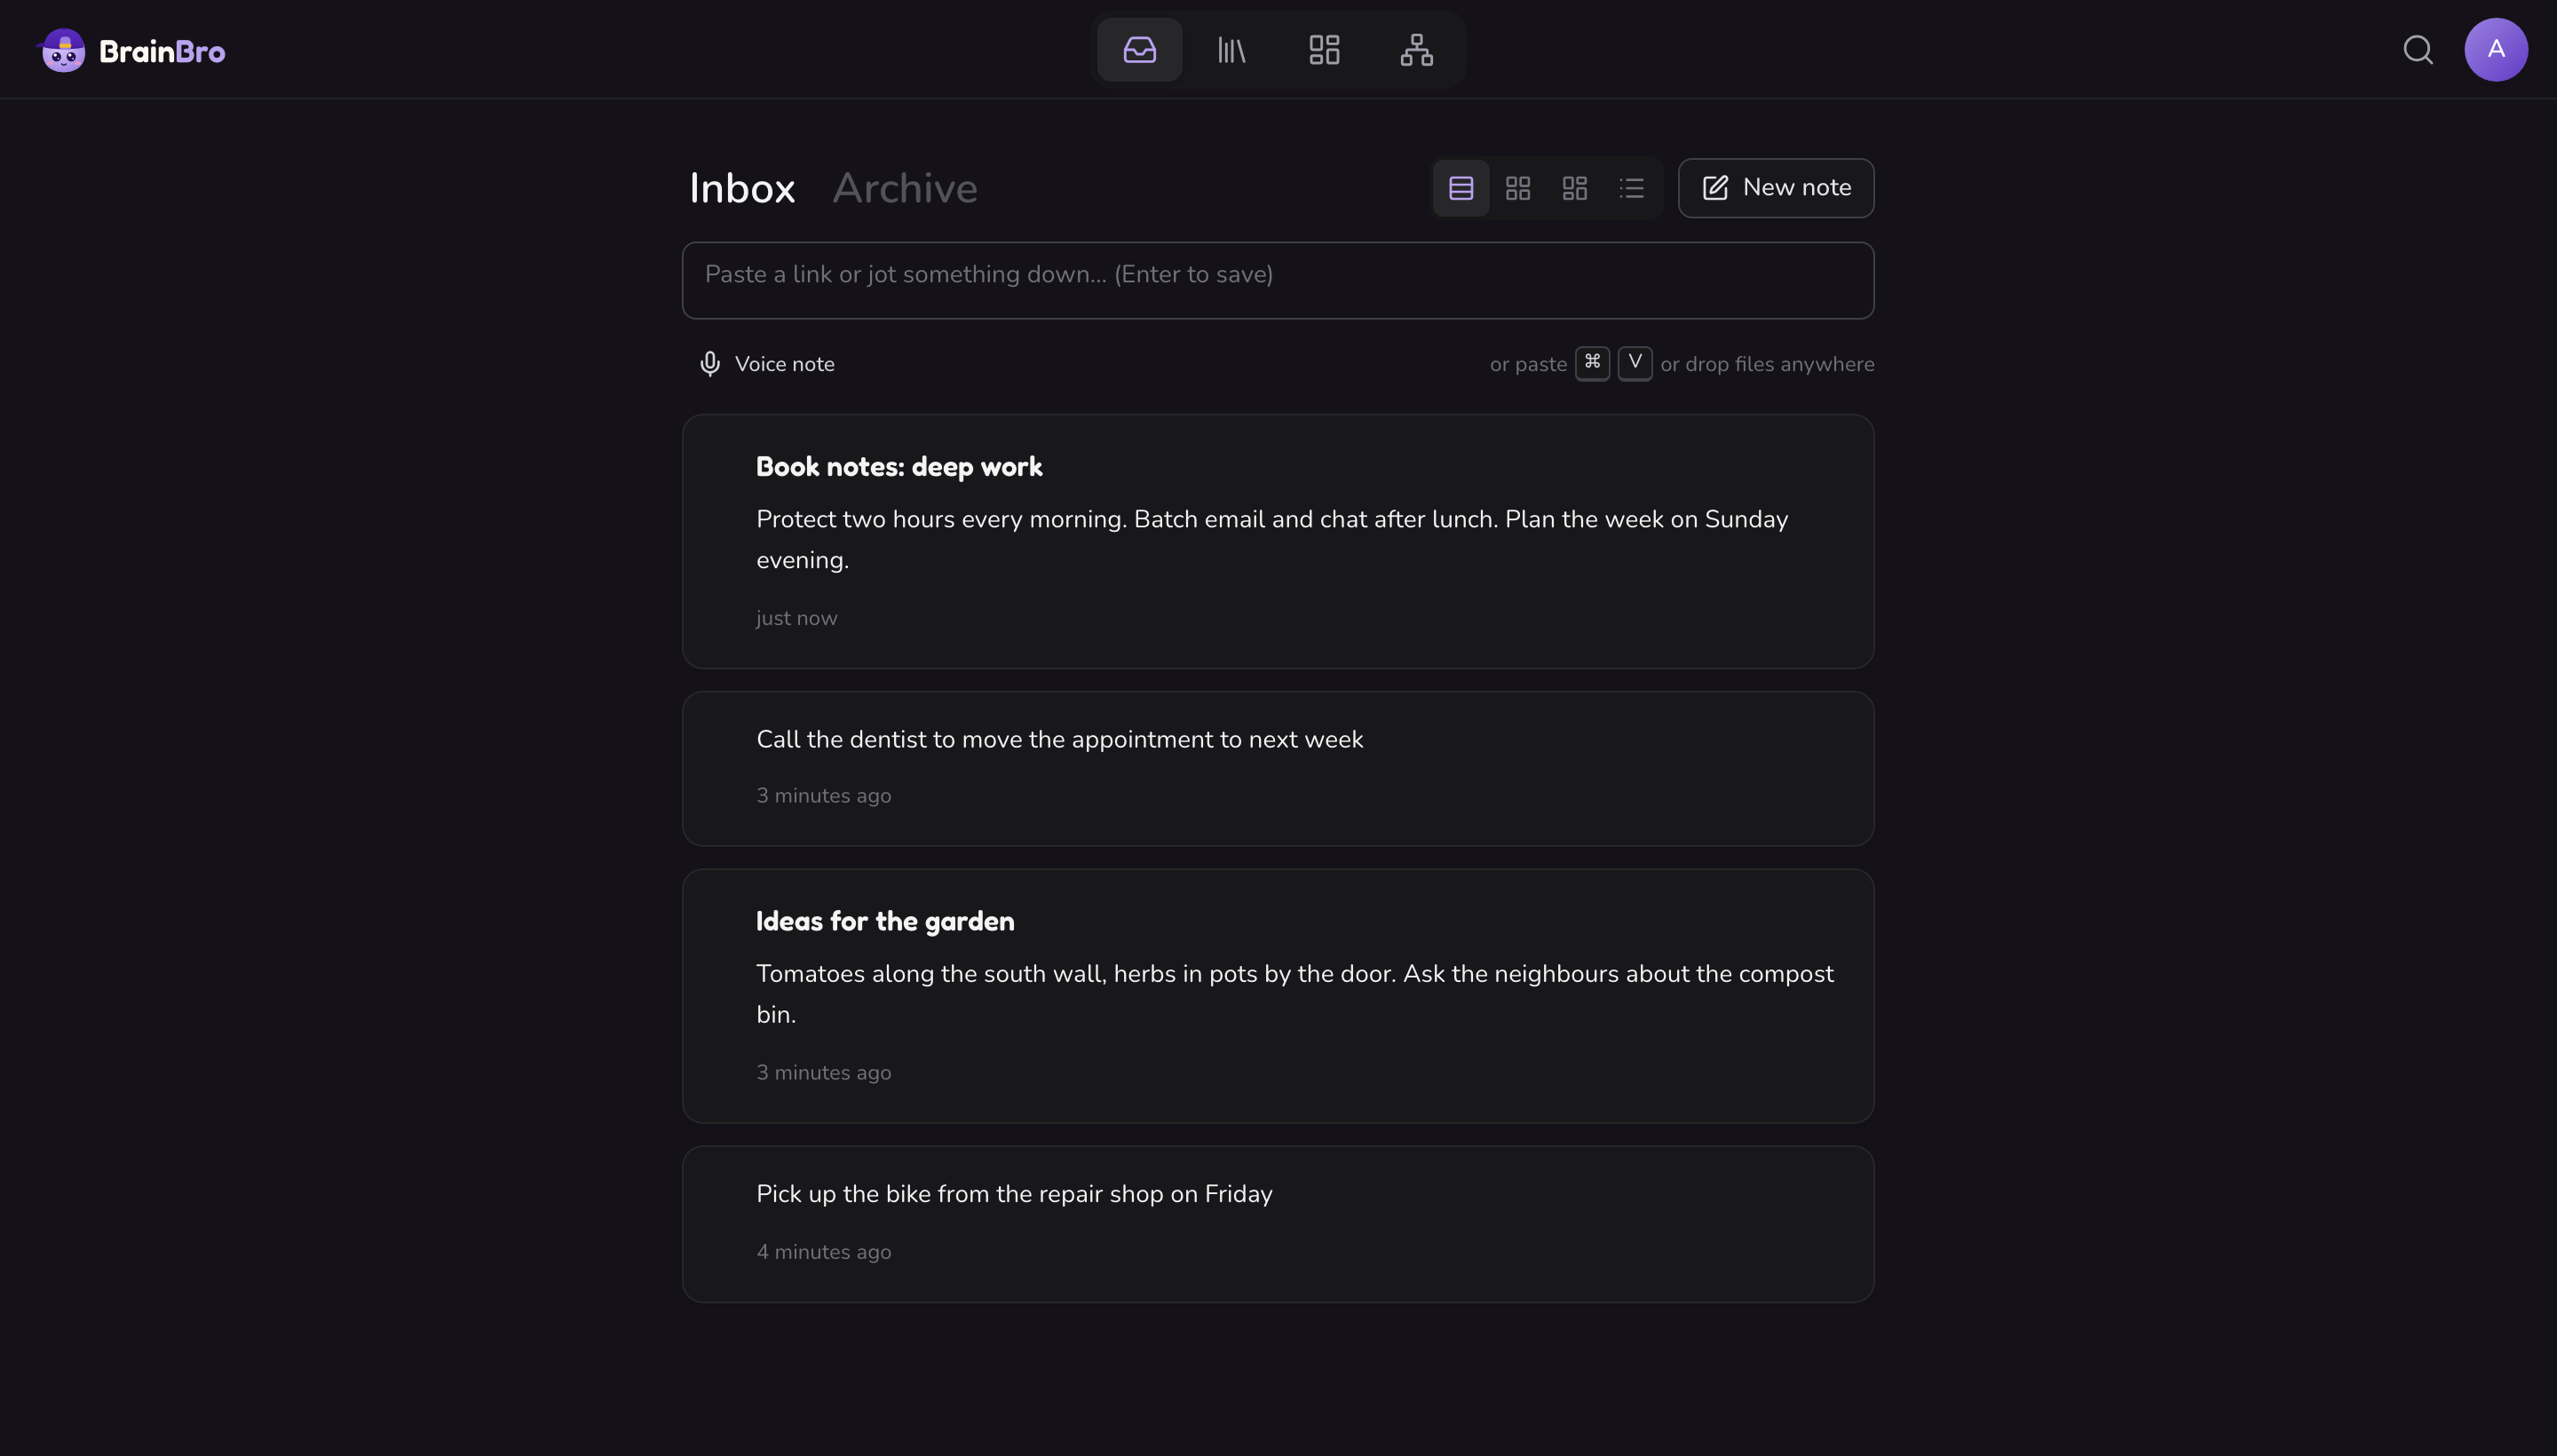 BrainBro
A
Inbox Archive
New note
Paste a link or jot something down... (Enter to save)
Voice note
or paste ⌘ V or drop files anywhere
Book notes: deep work
Protect two hours every morning. Batch email and chat after lunch. Plan the week on Sunday
evening.
just now
Call the dentist to move the appointment to next week
3 minutes ago
Ideas for the garden
Tomatoes along the south wall, herbs in pots by the door. Ask the neighbours about the compost
bin.
3 minutes ago
Pick up the bike from the repair shop on Friday
4 minutes ago